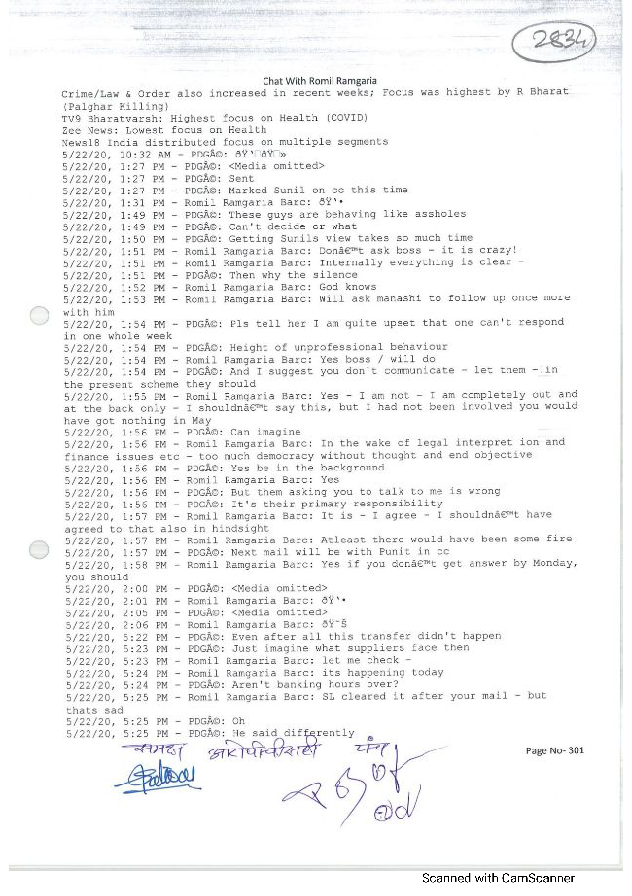 2834
Chat With Romil Ramgaria
Crime/Law & Order also increased in recent weeks; Focus was highest by R Bharat
(Palghar Killing)
TV9 Bharatvarsh: Highest focus on Health (COVID)
Zee News: Lowest focus on Health
News18 India distributed focus on multiple segments
5/22/20, 10:32 AM - PDGÂ©: ðŸ'□ðŸ□»
5/22/20, 1:27 PM - PDGÂ©: <Media omitted>
5/22/20, 1:27 PM - PDGÂ©: Sent
5/22/20, 1:27 PM - PDGÂ©: Marked Sunil on cc this time
5/22/20, 1:31 PM - Romil Ramgaria Barc: ðŸ'•
5/22/20, 1:49 PM - PDGÂ©: These guys are behaving like assholes
5/22/20, 1:49 PM - PDGÂ©: Can't decide or what
5/22/20, 1:50 PM - PDGÂ©: Getting Sunils view takes so much time
5/22/20, 1:51 PM - Romil Ramgaria Barc: Donâ€™t ask boss - it is crazy!
5/22/20, 1:51 PM - Romil Ramgaria Barc: Internally everything is clear -
5/22/20, 1:51 PM - PDGÂ©: Then why the silence
5/22/20, 1:52 PM - Romil Ramgaria Barc: God knows
5/22/20, 1:53 PM - Romil Ramgaria Barc: Will ask manashi to follow up once more
with him
5/22/20, 1:54 PM - PDGÂ©: Pls tell her I am quite upset that one can't respond
in one whole week
5/22/20, 1:54 PM - PDGÂ©: Height of unprofessional behaviour
5/22/20, 1:54 PM - Romil Ramgaria Barc: Yes boss / will do
5/22/20, 1:54 PM - PDGÂ©: And I suggest you don't communicate - let them - in
the present scheme they should
5/22/20, 1:55 PM - Romil Ramgaria Barc: Yes - I am not - I am completely out and
at the back only - I shouldnâ€™t say this, but I had not been involved you would
have got nothing in May
5/22/20, 1:56 PM - PDGÂ©: Can imagine
5/22/20, 1:56 PM - Romil Ramgaria Barc: In the wake of legal interpret ion and
finance issues etc - too much democracy without thought and end objective
5/22/20, 1:56 PM - PDGÂ©: Yes be in the background
5/22/20, 1:56 PM - Romil Ramgaria Barc: Yes
5/22/20, 1:56 PM - PDGÂ©: But them asking you to talk to me is wrong
5/22/20, 1:56 PM - PDGÂ©: It's their primary responsibility
5/22/20, 1:57 PM - Romil Ramgaria Barc: It is - I agree - I shouldnâ€™t have
agreed to that also in hindsight
5/22/20, 1:57 PM - Romil Ramgaria Barc: Atleast there would have been some fire
5/22/20, 1:57 PM - PDGÂ©: Next mail will be with Punit in cc
5/22/20, 1:58 PM - Romil Ramgaria Barc: Yes if you donâ€™t get answer by Monday,
you should
5/22/20, 2:00 PM - PDGÂ©: <Media omitted>
5/22/20, 2:01 PM - Romil Ramgaria Barc: ðŸ'•
5/22/20, 2:05 PM - PDGÂ©: <Media omitted>
5/22/20, 2:06 PM - Romil Ramgaria Barc: ðŸ˜Š
5/22/20, 5:22 PM - PDGÂ©: Even after all this transfer didn't happen
5/22/20, 5:23 PM - PDGÂ©: Just imagine what suppliers face then
5/22/20, 5:23 PM - Romil Ramgaria Barc: let me check -
5/22/20, 5:24 PM - Romil Ramgaria Barc: its happening today
5/22/20, 5:24 PM - PDGÂ©: Aren't banking hours over?
5/22/20, 5:25 PM - Romil Ramgaria Barc: SL cleared it after your mail - but
thats sad
5/22/20, 5:25 PM - PDGÂ©: Oh
5/22/20, 5:25 PM - PDGÂ©: He said differently
समक्ष आरोपीची सही पंच
Page No- 301
Scanned with CamScanner